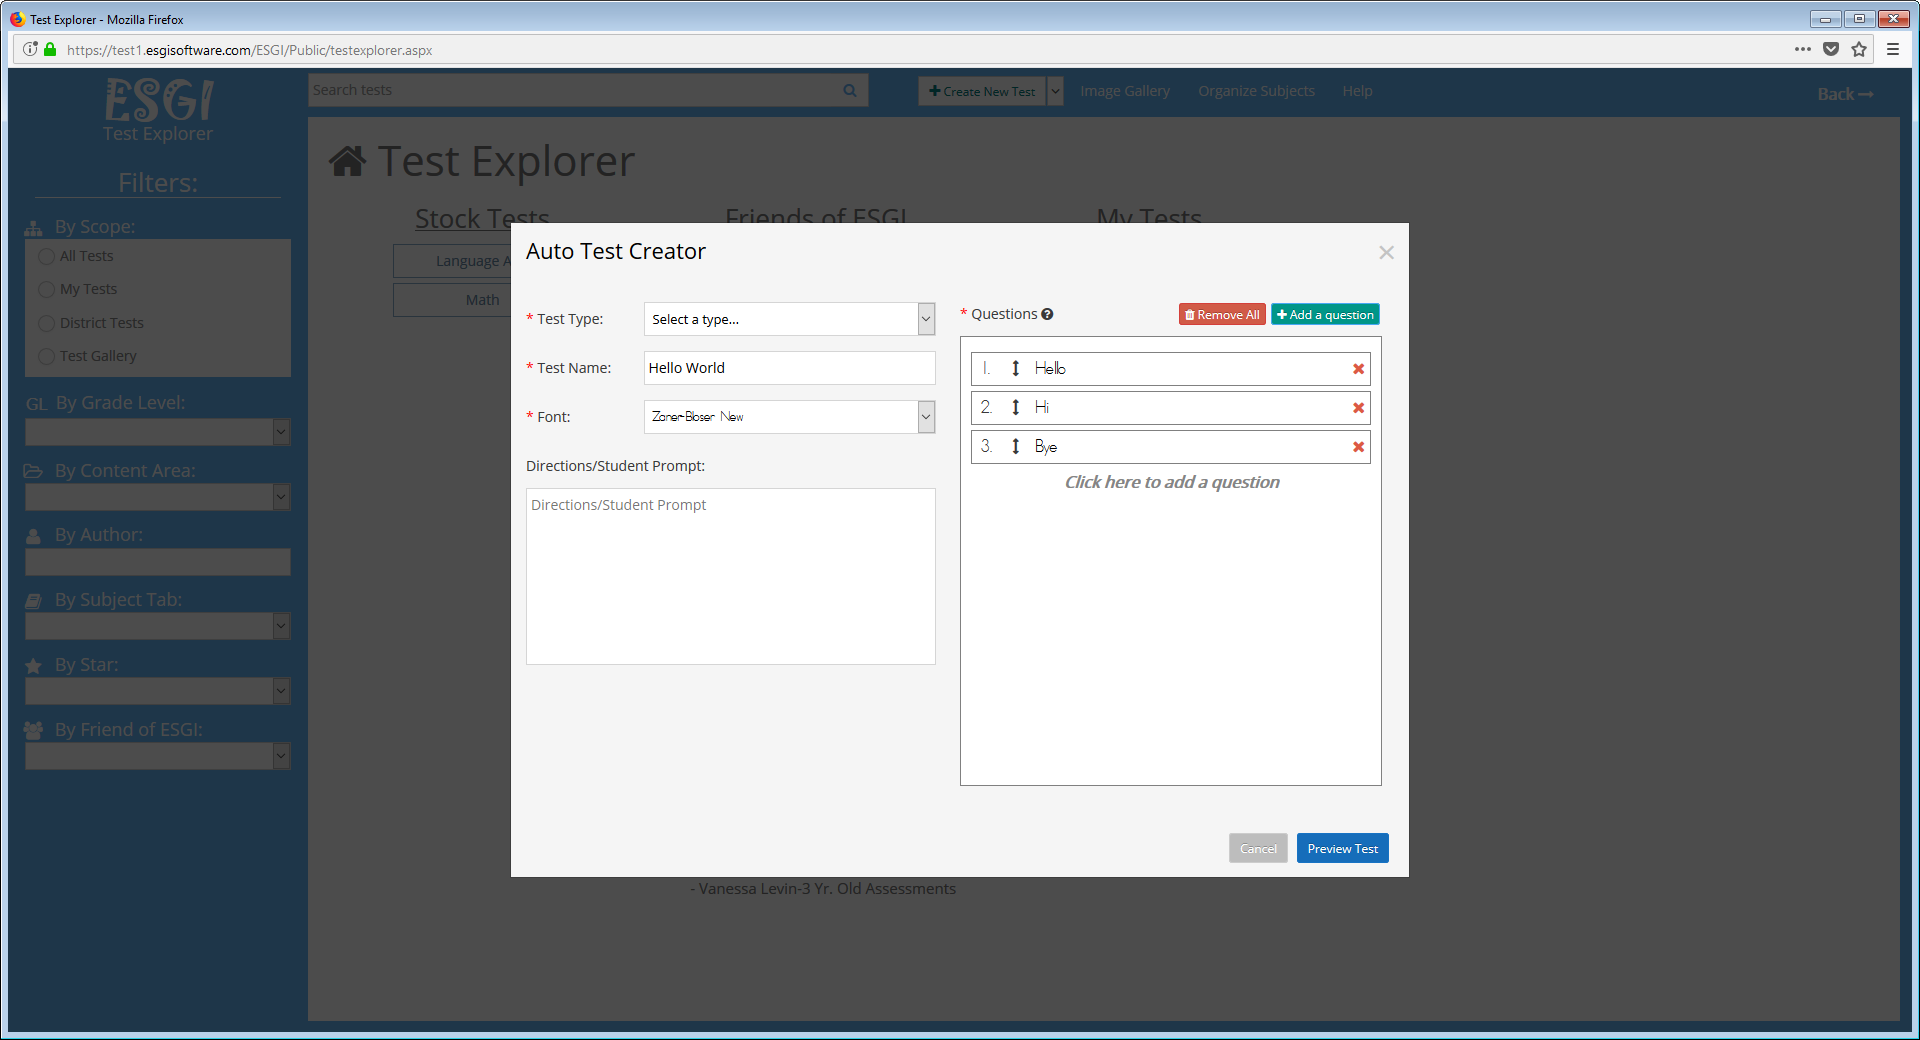 Test Explorer - Mozilla Firefox
https://test1.esgisoftware.com/ESGI/Public/testexplorer.aspx
ESGI
Test Explorer
Search tests
Create New Test
Image Gallery
Organize Subjects
Help
Back
Filters:
By Scope:
All Tests
My Tests
District Tests
Test Gallery
GL By Grade Level:
By Content Area:
By Author:
By Subject Tab:
By Star:
By Friend of ESGI:
Test Explorer
Stock Tests
Friends of ESGI
My Tests
Language A
Math
- Vanessa Levin-3 Yr. Old Assessments
Auto Test Creator
* Test Type:
Select a type...
* Test Name:
Hello World
* Font:
Zaner-Bloser New
Directions/Student Prompt:
Directions/Student Prompt
* Questions
Remove All
Add a question
1. Hello
2. Hi
3. Bye
Click here to add a question
Cancel
Preview Test